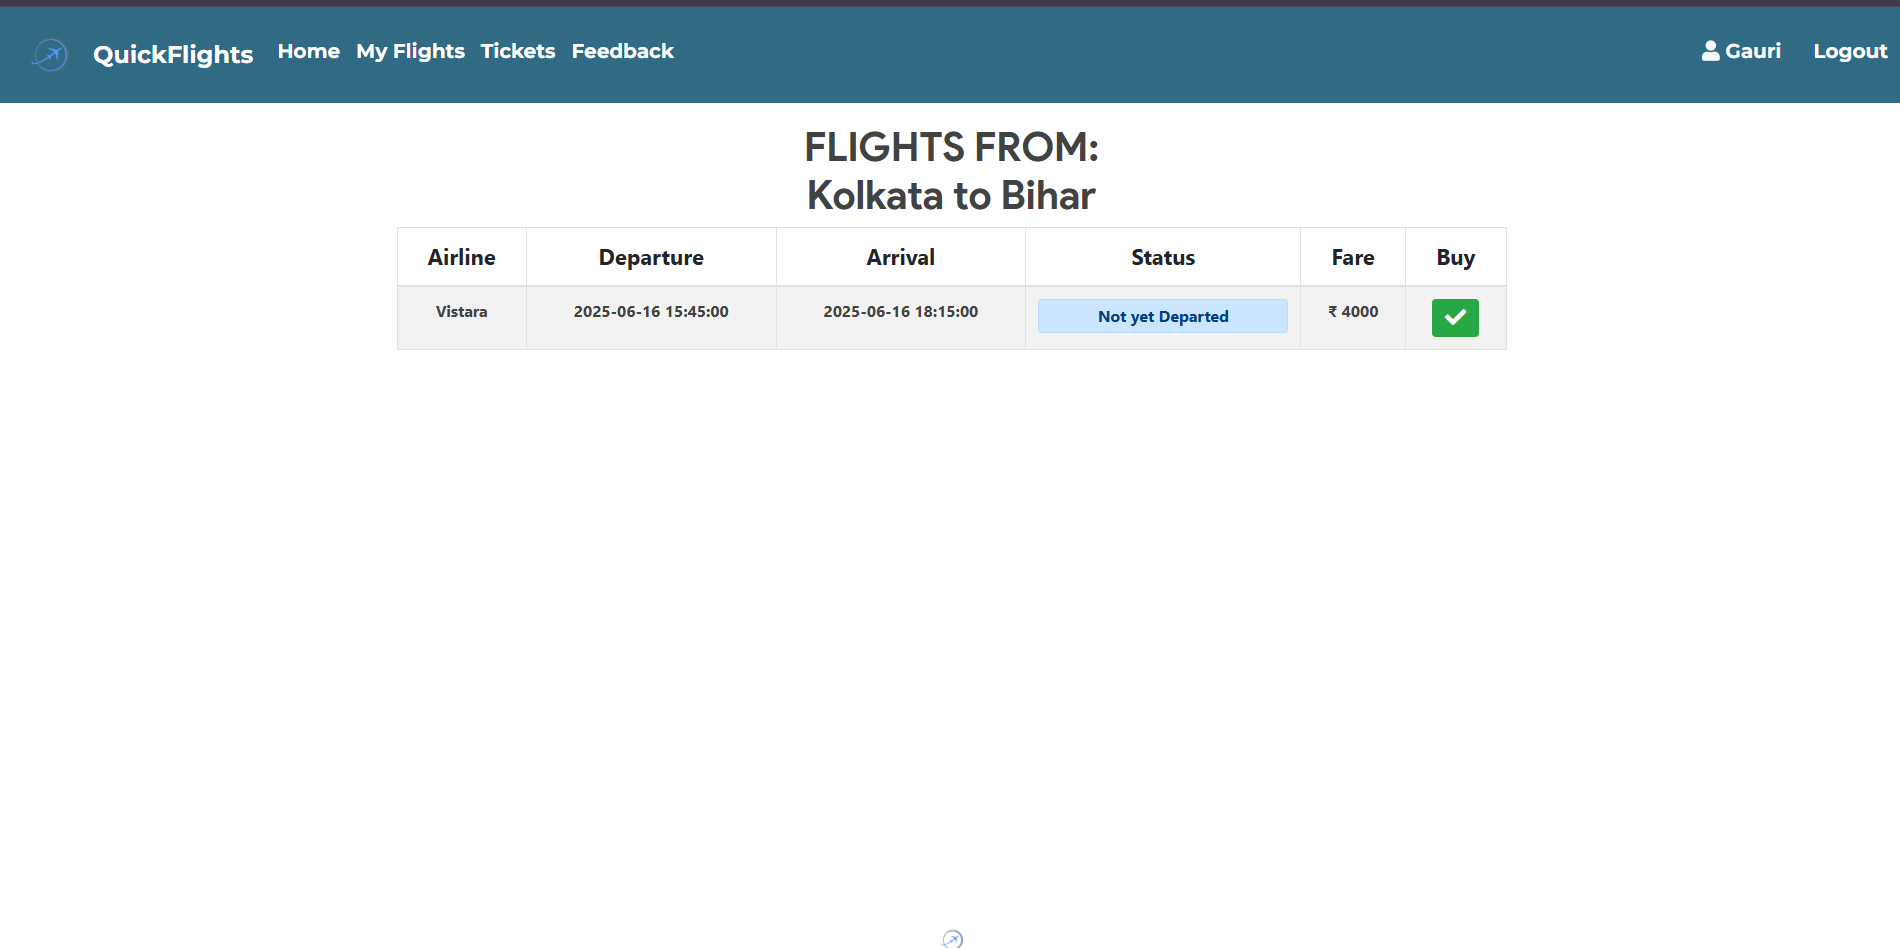 QuickFlights Home My Flights Tickets Feedback Gauri Logout
FLIGHTS FROM:
Kolkata to Bihar
Airline Departure Arrival Status Fare Buy
Vistara 2025-06-16 15:45:00 2025-06-16 18:15:00 Not yet Departed ₹ 4000